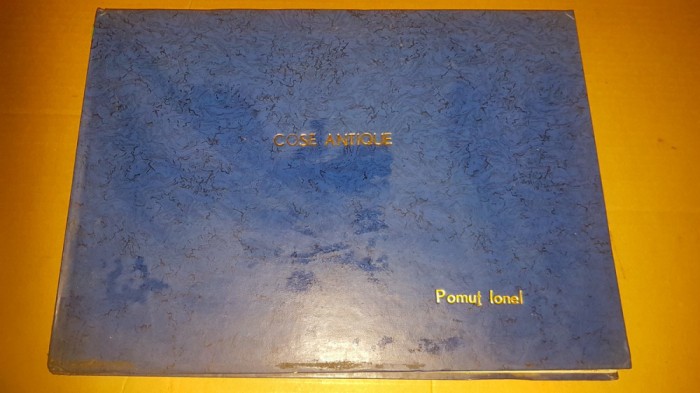 COSE ANTIQUE
Pomuț Ionel